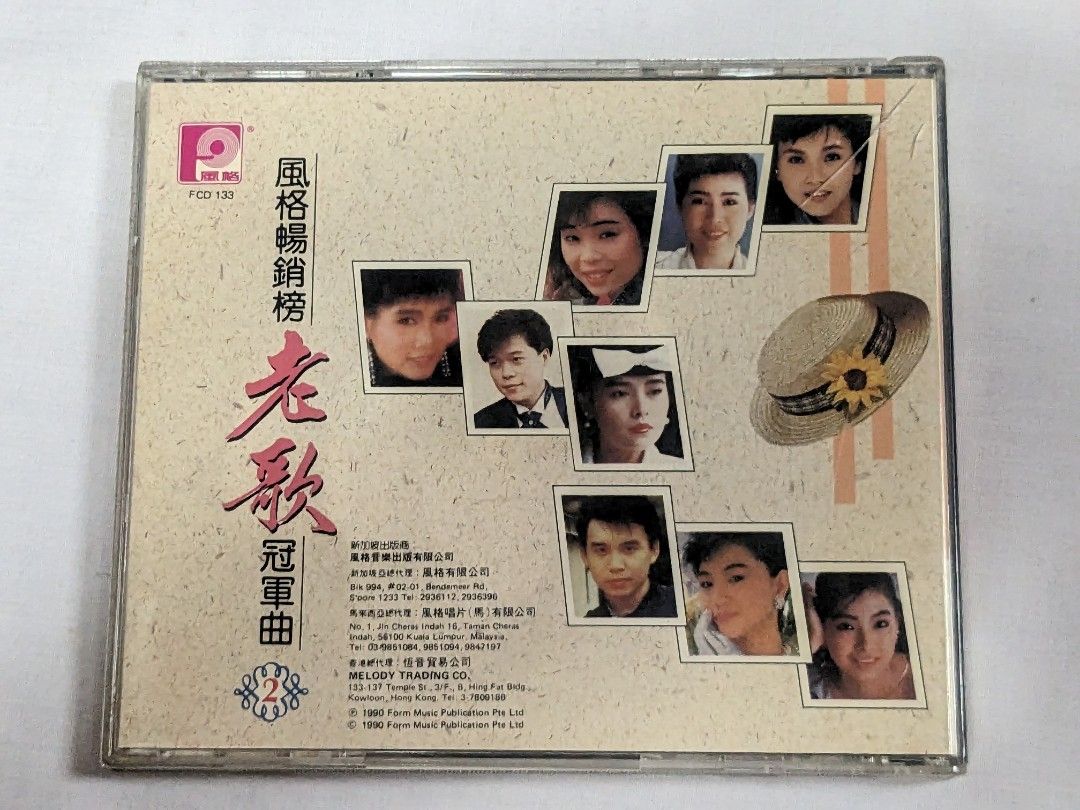 風格
®
FCD 133
風格暢銷榜
老歌
冠軍曲
2
新加坡出版商:
風格音樂出版有限公司
新加坡亞總代理:風格有限公司
Blk 994, #02-01, Bendemeer Rd,
S'pore 1233 Tel: 2936112, 2936396
馬來西亞總代理:風格唱片(馬)有限公司
No. 1, Jln Cheras Indah 16, Taman Cheras
Indah, 56100 Kuala Lumpur, Malaysia.
Tel: 03-9851084, 9851094, 9847197
香港總代理:恆音貿易公司
MELODY TRADING CO.
133-137 Temple St., 3/F., B, Hing Fat Bldg.,
Kowloon, Hong Kong. Tel: 3-7809186
℗ 1990 Form Music Publication Pte Ltd
© 1990 Form Music Publication Pte Ltd